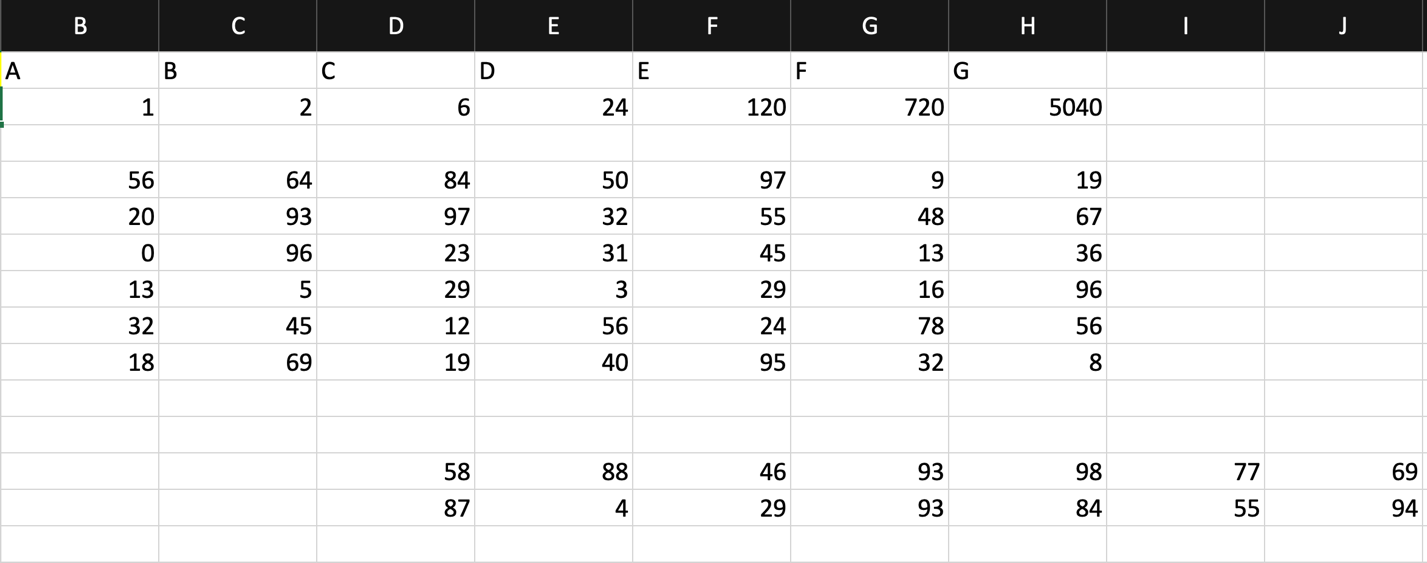 B C D E F G H I J
A B C D E F G
1 2 6 24 120 720 5040
56 64 84 50 97 9 19
20 93 97 32 55 48 67
0 96 23 31 45 13 36
13 5 29 3 29 16 96
32 45 12 56 24 78 56
18 69 19 40 95 32 8
58 88 46 93 98 77 69
87 4 29 93 84 55 94